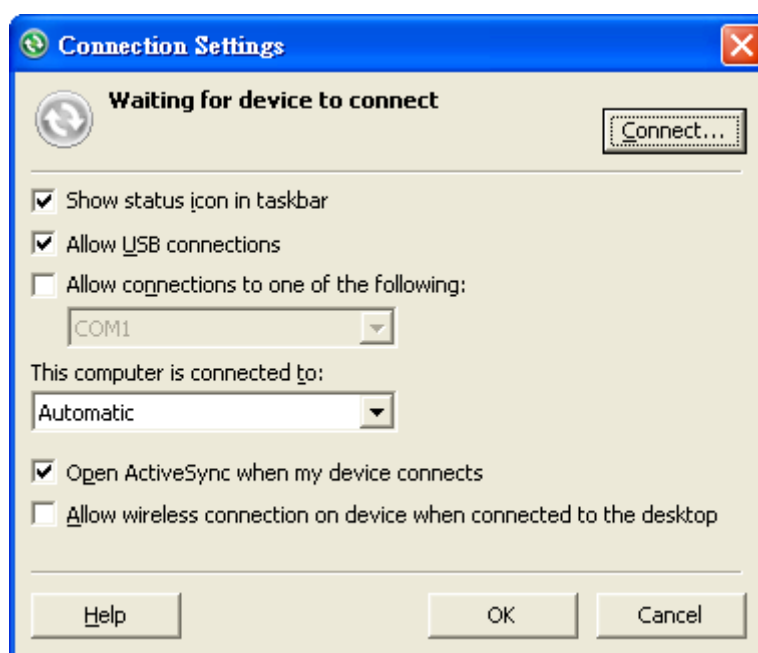 Connection Settings
Waiting for device to connect
Connect...
Show status icon in taskbar
Allow USB connections
Allow connections to one of the following:
COM1
This computer is connected to:
Automatic
Open ActiveSync when my device connects
Allow wireless connection on device when connected to the desktop
Help OK Cancel